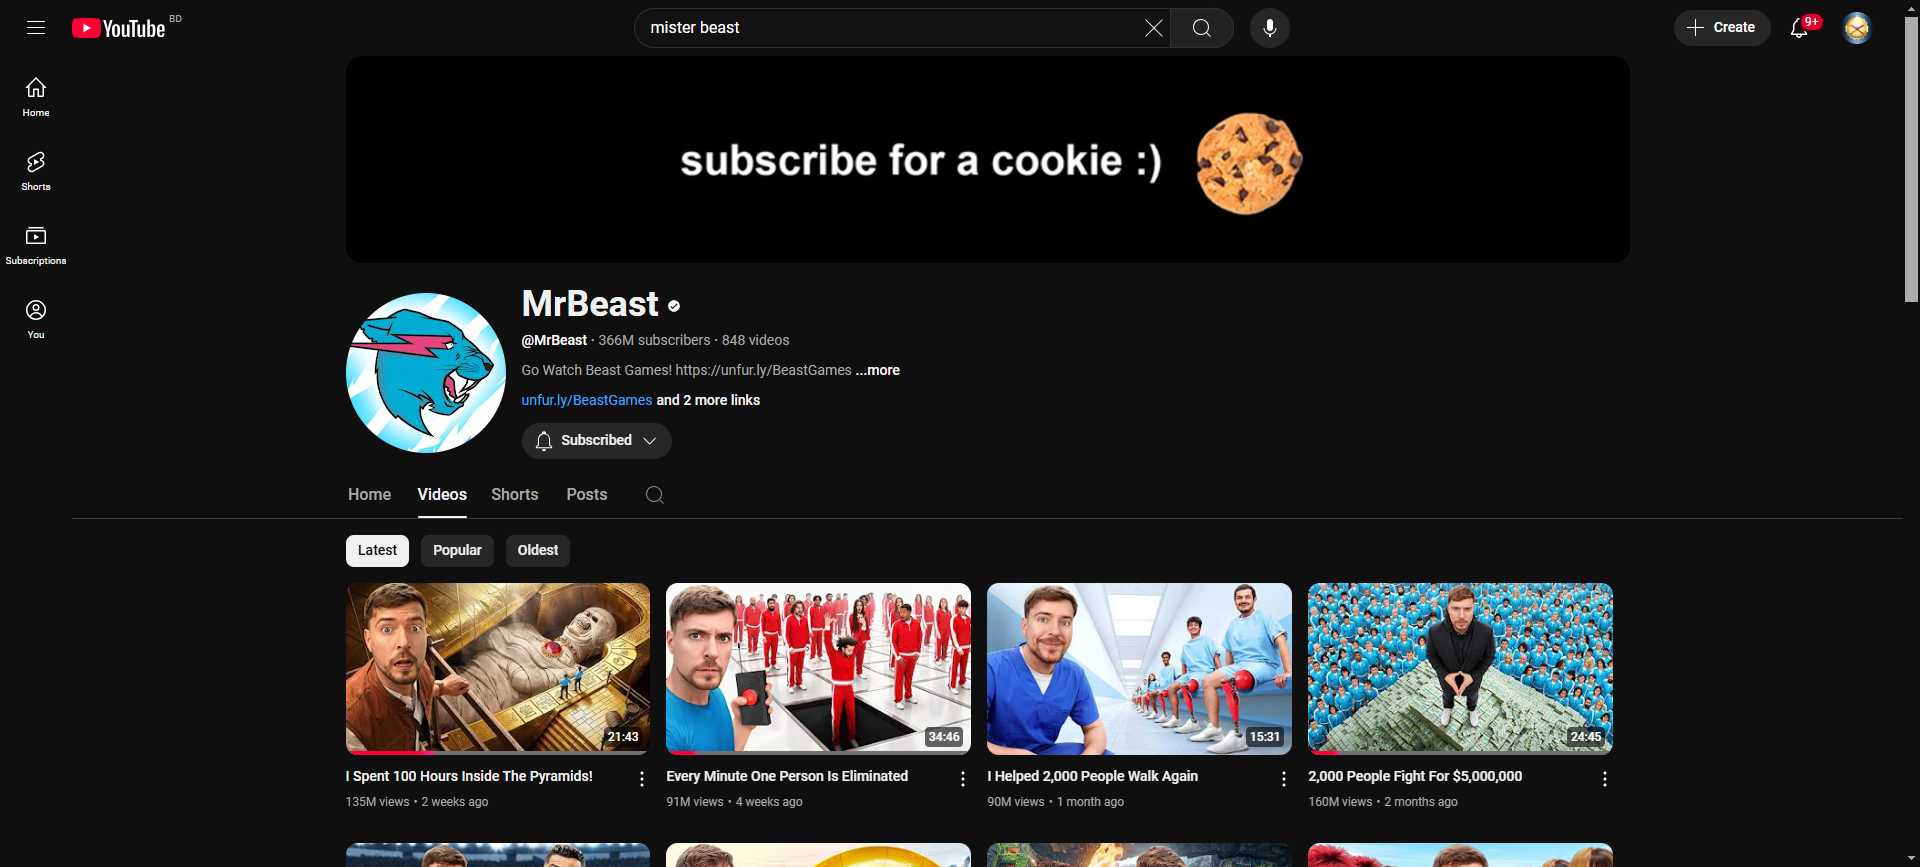 YouTube BD
mister beast
Create
9+
Home
Shorts
Subscriptions
You
subscribe for a cookie :)
MrBeast
@MrBeast · 366M subscribers · 848 videos
Go Watch Beast Games! https://unfur.ly/BeastGames ...more
unfur.ly/BeastGames and 2 more links
Subscribed
Home Videos Shorts Posts
Latest Popular Oldest
21:43 34:46 15:31 24:45
I Spent 100 Hours Inside The Pyramids! Every Minute One Person Is Eliminated I Helped 2,000 People Walk Again 2,000 People Fight For $5,000,000
135M views • 2 weeks ago 91M views • 4 weeks ago 90M views • 1 month ago 160M views • 2 months ago